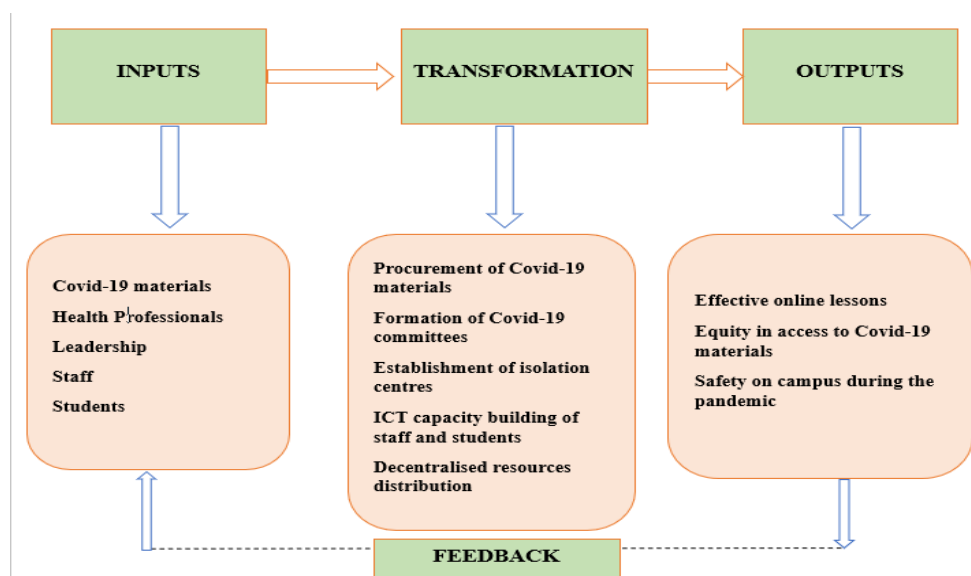 INPUTS
TRANSFORMATION
OUTPUTS
Covid-19 materials
Health Professionals
Leadership
Staff
Students
Procurement of Covid-19
materials
Formation of Covid-19
committees
Establishment of isolation
centres
ICT capacity building of
staff and students
Decentralised resources
distribution
Effective online lessons
Equity in access to Covid-19
materials
Safety on campus during the
pandemic
FEEDBACK